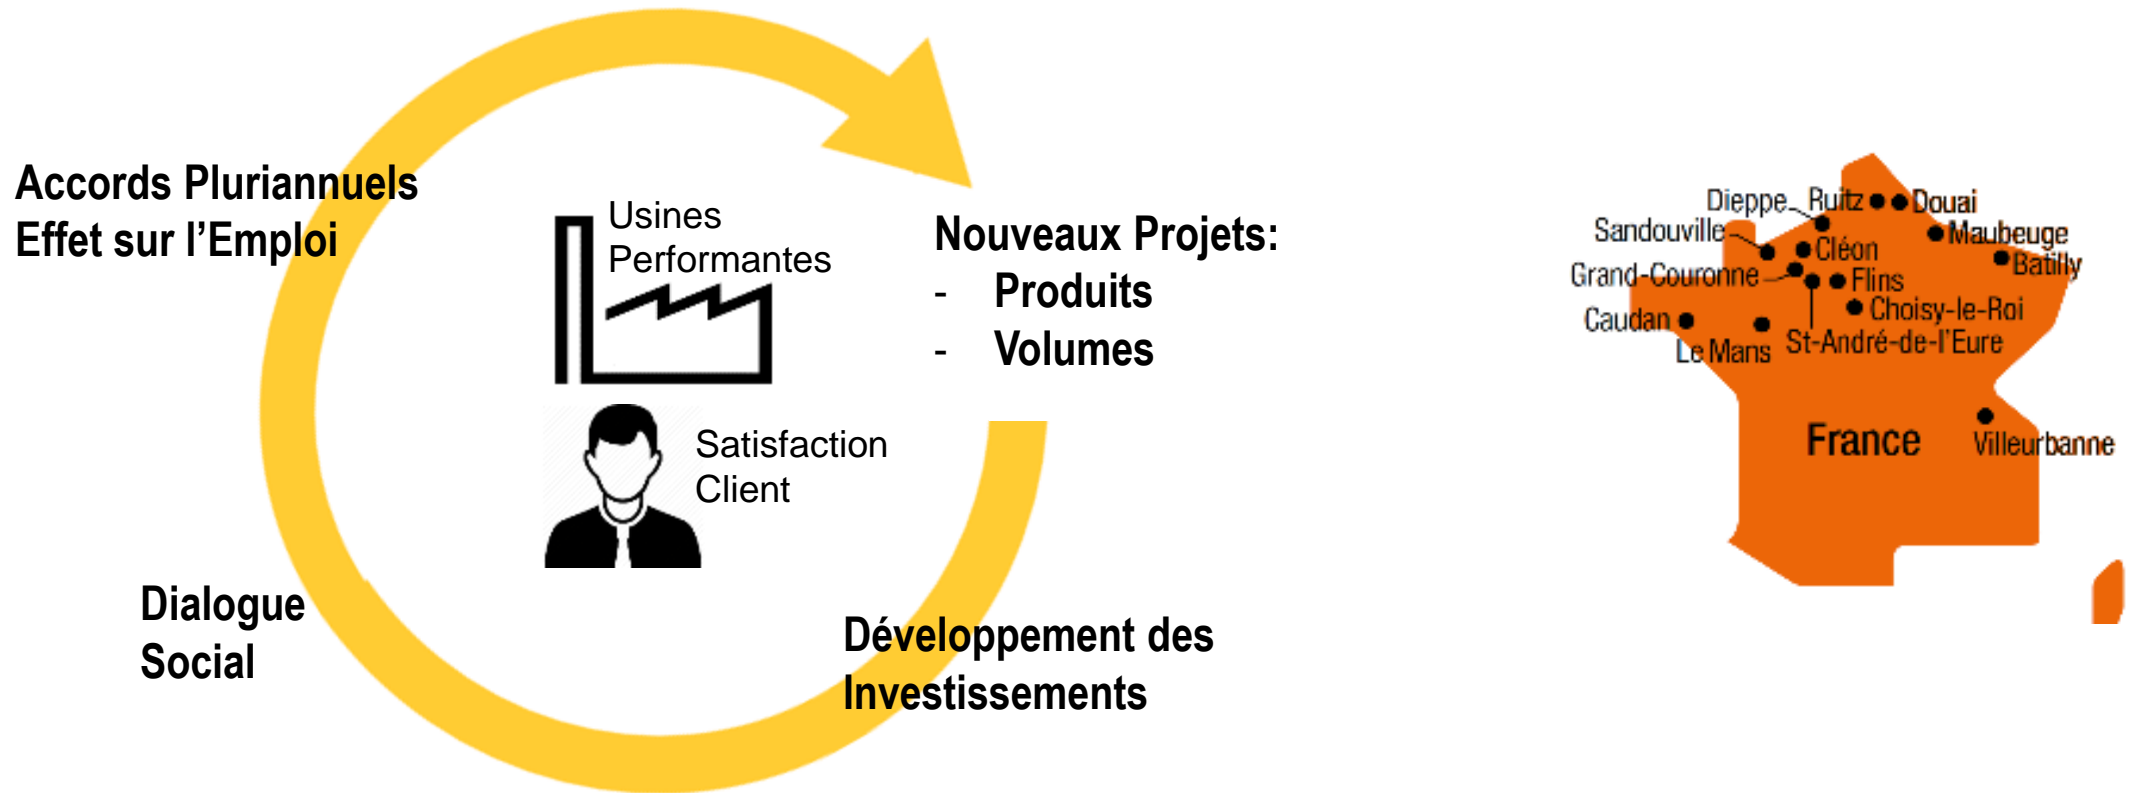 Accords Pluriannuels
Effet sur l’Emploi
Usines
Performantes
Nouveaux Projets:
- Produits
- Volumes
Satisfaction
Client
Dialogue
Social
Développement des
Investissements
Dieppe
Ruitz
Douai
Sandouville
Maubeuge
Cléon
Batilly
Grand-Couronne
Flins
Choisy-le-Roi
Caudan
St-André-de-l’Eure
Le Mans
France
Villeurbanne